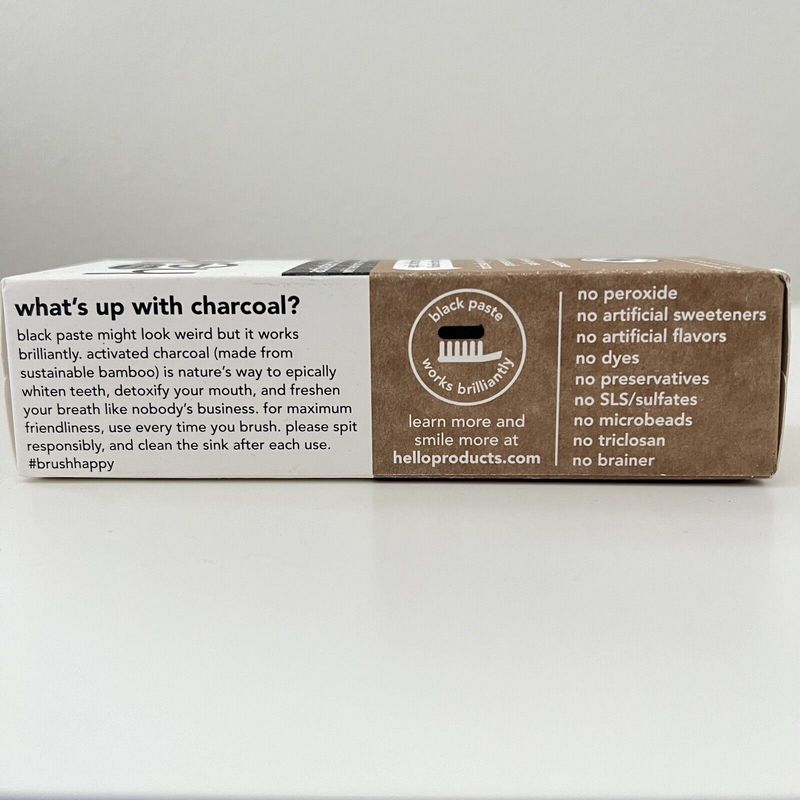 what's up with charcoal?
black paste might look weird but it works
brilliantly. activated charcoal (made from
sustainable bamboo) is nature's way to epically
whiten teeth, detoxify your mouth, and freshen
your breath like nobody's business. for maximum
friendliness, use every time you brush. please spit
responsibly, and clean the sink after each use.
#brushhappy
black paste
works brilliantly
learn more and
smile more at
helloproducts.com
no peroxide
no artificial sweeteners
no artificial flavors
no dyes
no preservatives
no SLS/sulfates
no microbeads
no triclosan
no brainer